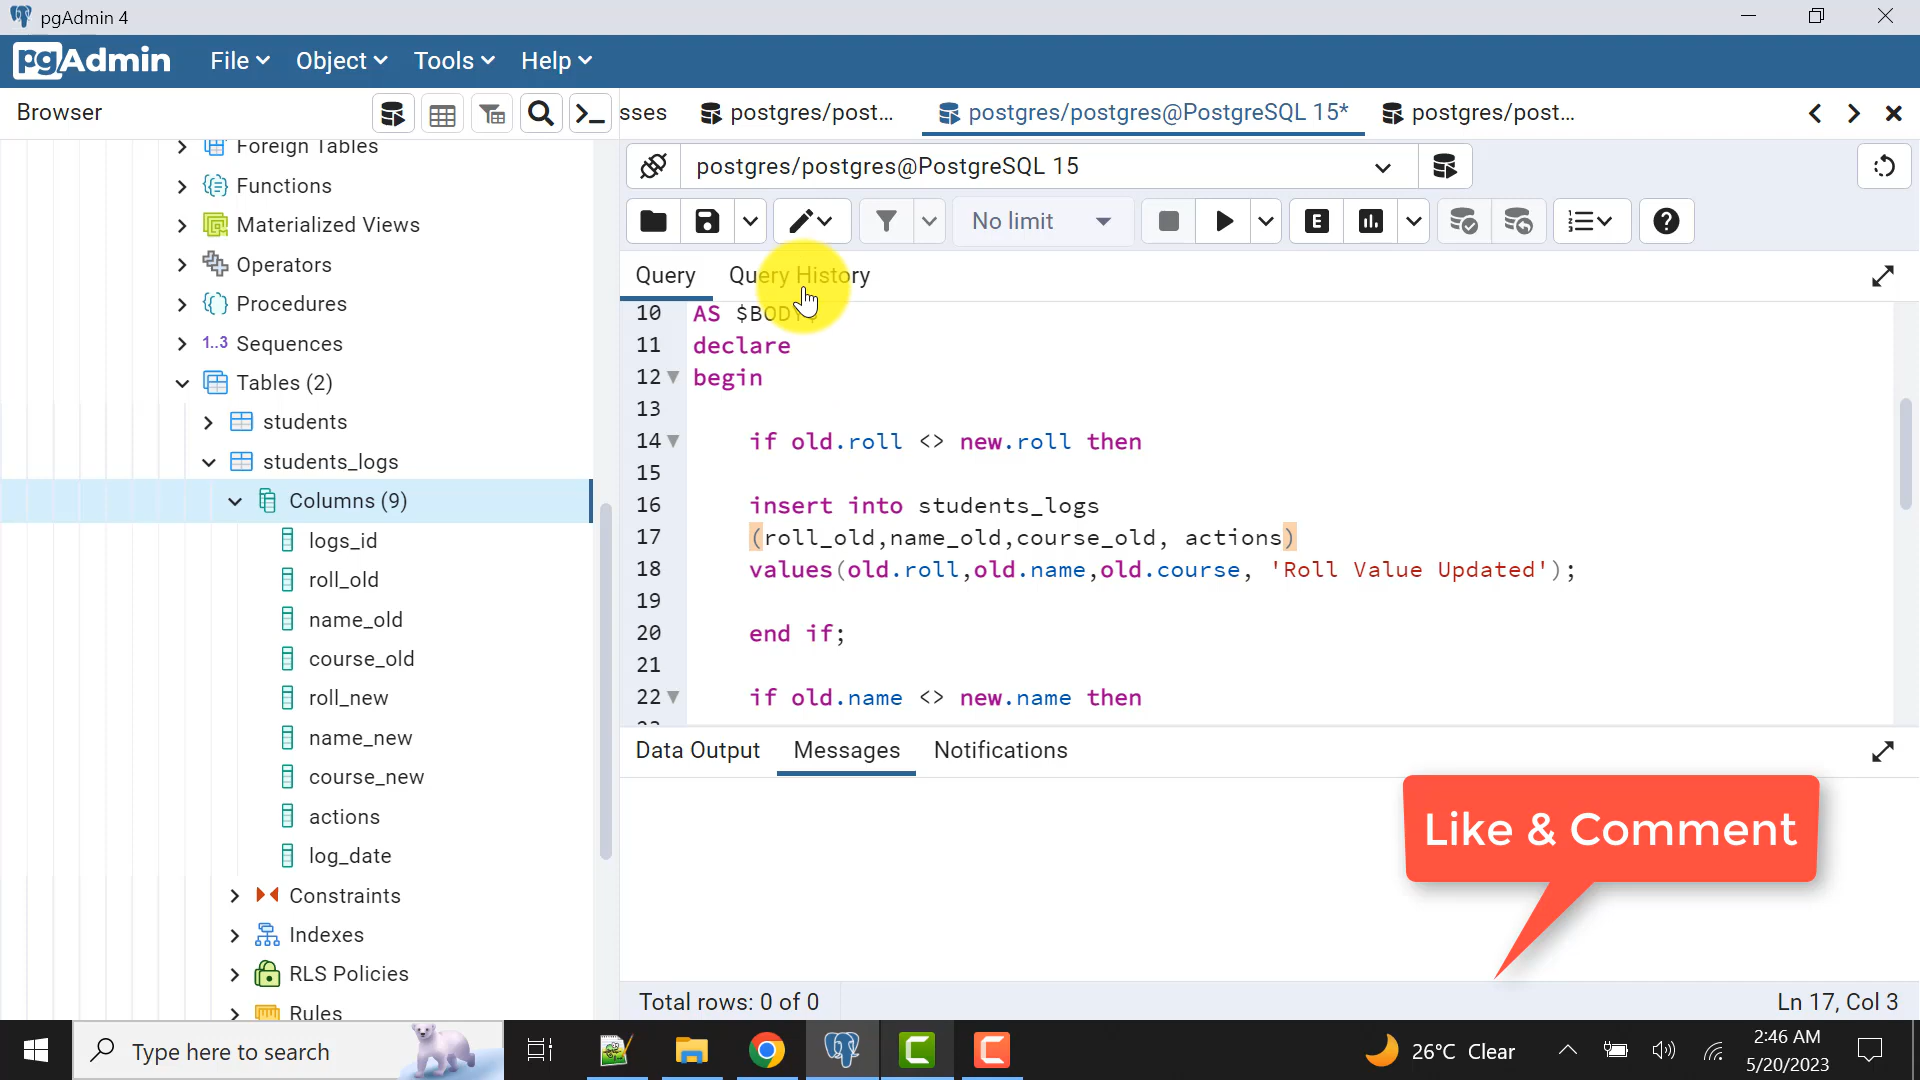 pgAdmin 4
pgAdmin File Object Tools Help
Browser
sses postgres/post... postgres/postgres@PostgreSQL 15* postgres/post...
postgres/postgres@PostgreSQL 15
No limit
E
Query Query History
Foreign Tables
Functions
Materialized Views
Operators
Procedures
1..3 Sequences
Tables (2)
students
students_logs
Columns (9)
logs_id
roll_old
name_old
course_old
roll_new
name_new
course_new
actions
log_date
Constraints
Indexes
RLS Policies
Rules
10 AS $BODY$
11 declare
12 begin
13
14 if old.roll <> new.roll then
15
16 insert into students_logs
17 (roll_old,name_old,course_old, actions)
18 values(old.roll,old.name,old.course, 'Roll Value Updated');
19
20 end if;
21
22 if old.name <> new.name then
Data Output Messages Notifications
Like & Comment
Total rows: 0 of 0
Ln 17, Col 3
Type here to search
26°C Clear
2:46 AM
5/20/2023